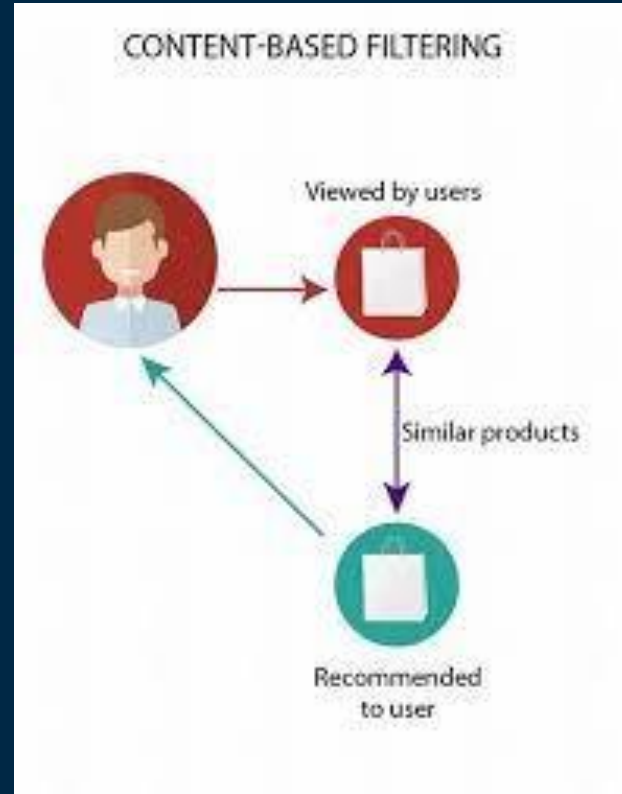 CONTENT-BASED FILTERING
Viewed by users
Similar products
Recommended
to user